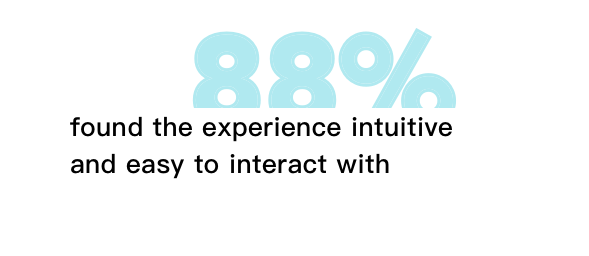 88%
found the experience intuitive
and easy to interact with